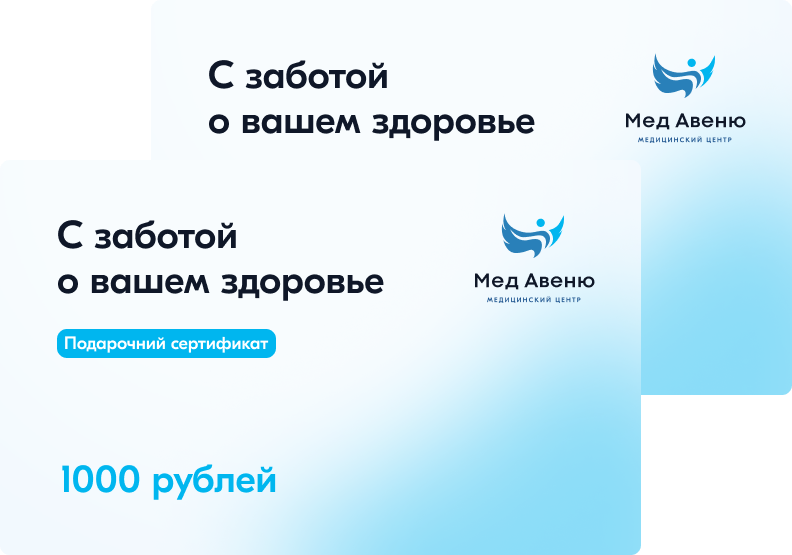 С заботой
о вашем здоровье
Мед Авеню
МЕДИЦИНСКИЙ ЦЕНТР
С заботой
о вашем здоровье
Мед Авеню
МЕДИЦИНСКИЙ ЦЕНТР
Подарочний сертификат
1000 рублей